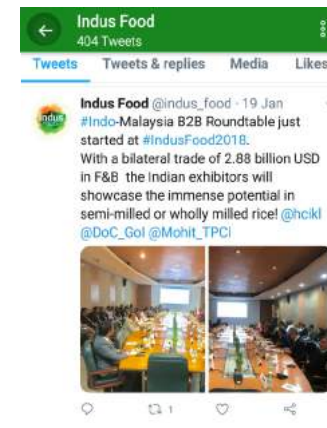 Indus Food
404 Tweets
Tweets Tweets & replies Media Likes
Indus Food @indus_food · 19 Jan
#Indo-Malaysia B2B Roundtable just
started at #IndusFood2018.
With a bilateral trade of 2.88 billion USD
in F&B the Indian exhibitors will
showcase the immense potential in
semi-milled or wholly milled rice! @hcikl
@DoC_GoI @Mohit_TPCI
indus
1